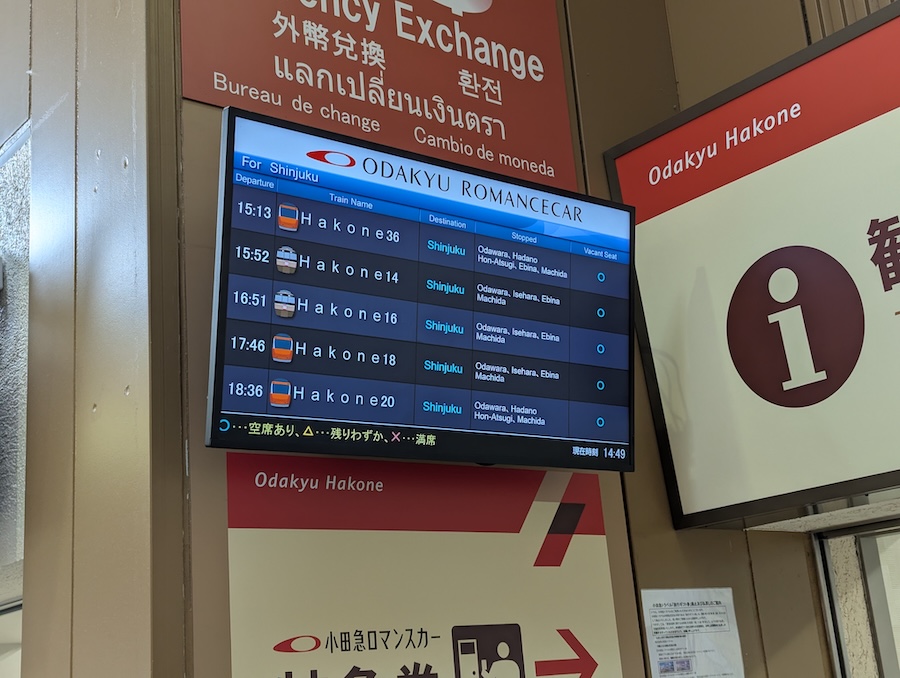 Exchange
外幣兌換
환전
แลกเปลี่ยนเงินตรา
Bureau de change
Cambio de moneda
ODAKYU ROMANCECAR
For Shinjuku
Departure Train Name Destination Stopped Vacant Seat
15:13 Hakone36 Shinjuku Odawara, Hadano
Hon-Atsugi, Ebina, Machida ○
15:52 Hakone14 Shinjuku Odawara, Isehara, Ebina
Machida ○
16:51 Hakone16 Shinjuku Odawara, Isehara, Ebina
Machida ○
17:46 Hakone18 Shinjuku Odawara, Isehara, Ebina
Machida ○
18:36 Hakone20 Shinjuku Odawara, Hadano
Hon-Atsugi, Machida ○
○･･･空席あり、△･･･残りわずか、×･･･満席
現在時刻 14:49
Odakyu Hakone
小田急ロマンスカー
Odakyu Hakone
i